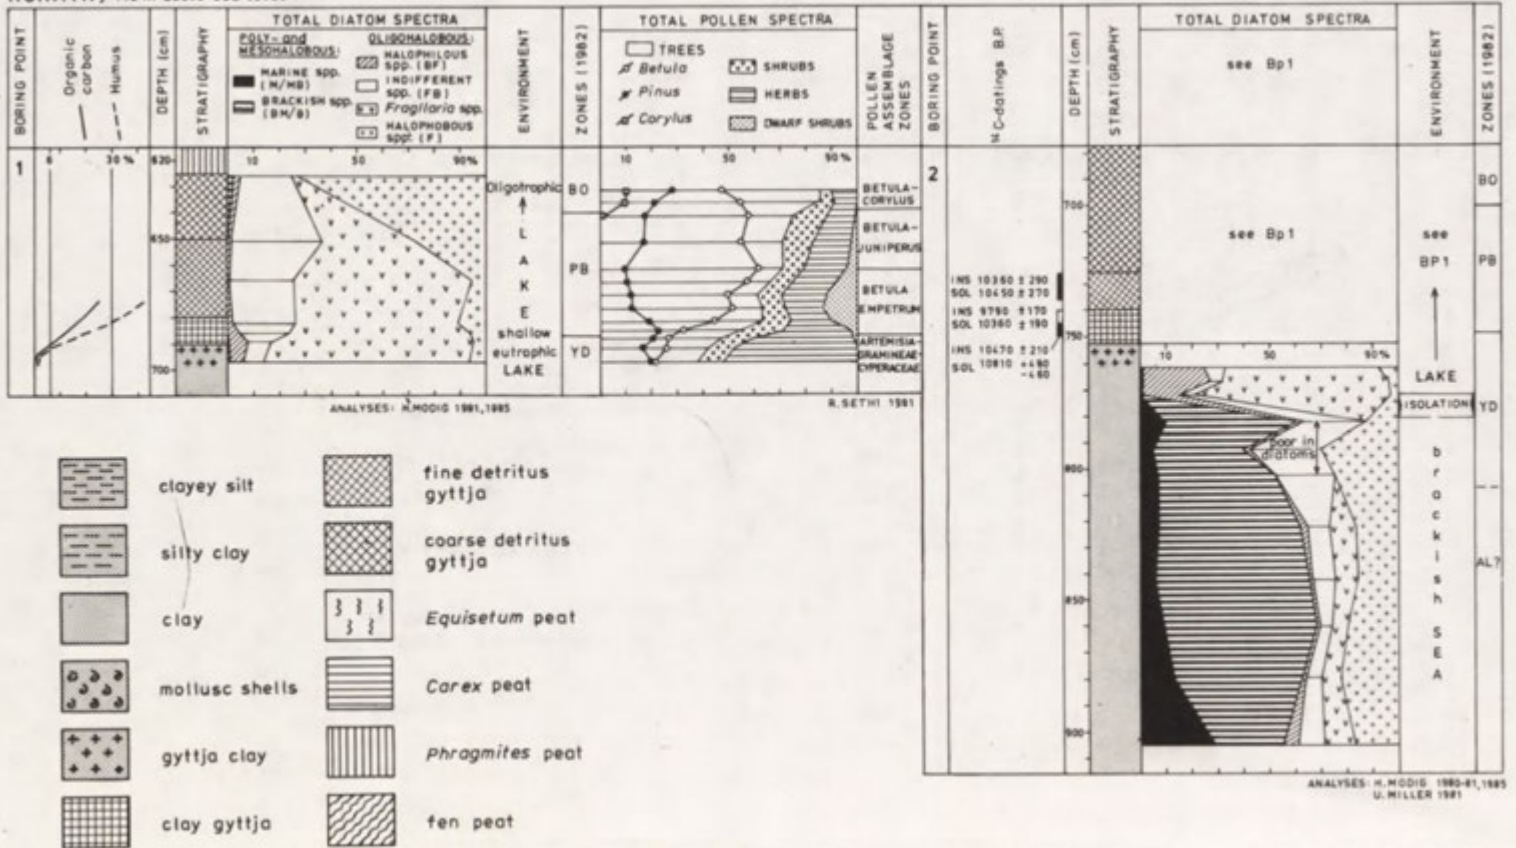 BORING POINT
Organic carbon
Humus
6
30 %
DEPTH (cm)
STRATIGRAPHY
TOTAL DIATOM SPECTRA
POLY- and MESOHALOBOUS:
MARINE spp. (M/MB)
BRACKISH spp. (BM/B)
OLIGOHALOBOUS:
HALOPHILOUS spp. (BF)
INDIFFERENT spp. (FB)
Fragilaria spp.
HALOPHOBOUS spp. (F)
ENVIRONMENT
ZONES (1982)
TOTAL POLLEN SPECTRA
TREES
Betula
Pinus
Corylus
SHRUBS
HERBS
DWARF SHRUBS
POLLEN ASSEMBLAGE ZONES
1
620
650
700
10 50 90%
Oligotrophic
LAKE
shallow
eutrophic
LAKE
BO
PB
YD
10 50 90%
BETULA-
CORYLUS
BETULA-
JUNIPERUS
BETULA
EMPETRUM
ARTEMISIA-
GRAMINEAE-
CYPERACEAE
ANALYSES: H.MODIG 1981,1985
R.SETHI 1981
BORING POINT
14C-datings B.P.
DEPTH (cm)
STRATIGRAPHY
TOTAL DIATOM SPECTRA
see Bp1
ENVIRONMENT
ZONES (1982)
2
700
750
800
850
900
INS 10360 ± 290
SOL 10450 ± 270
INS 9790 ± 170
SOL 10360 ± 190
INS 10470 ± 210
SOL 10810 +490
-460
see Bp1
10 50 90%
poor in
diatoms
see
BP1
LAKE
ISOLATION
brackish SEA
BO
PB
YD
AL?
ANALYSES: H.MODIG 1980-81,1985
U.MILLER 1981
clayey silt
silty clay
clay
mollusc shells
gyttja clay
clay gyttja
fine detritus
gyttja
coarse detritus
gyttja
Equisetum peat
Carex peat
Phragmites peat
fen peat